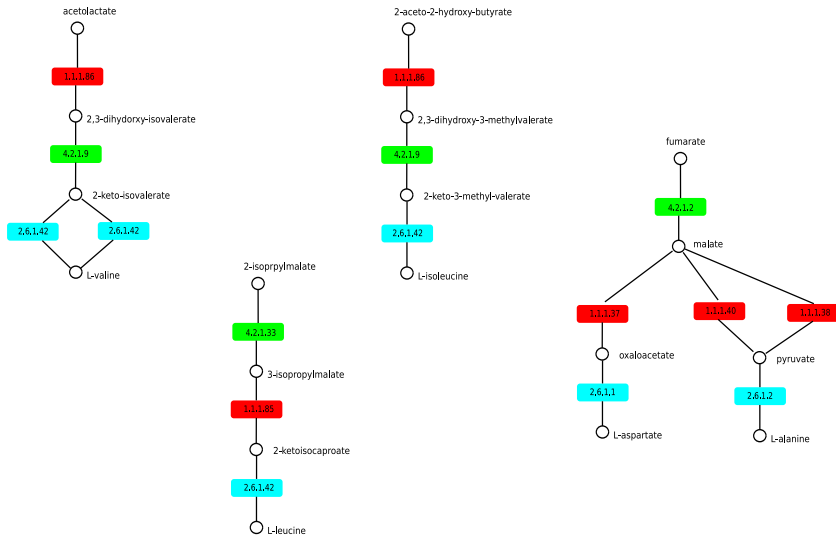 acetolactate
1.1.1.86
2,3-dihydorxy-isovalerate
4.2.1.9
2-keto-isovalerate
2.6.1.42
2.6.1.42
L-valine
2-isoprpylmalate
4.2.1.33
3-isopropylmalate
1.1.1.85
2-ketoisocaproate
2.6.1.42
L-leucine
2-aceto-2-hydroxy-butyrate
1.1.1.86
2,3-dihydroxy-3-methylvalerate
4.2.1.9
2-keto-3-methyl-valerate
2.6.1.42
L-isoleucine
fumarate
4.2.1.2
malate
1.1.1.37
1.1.1.40
1.1.1.38
oxaloacetate
pyruvate
2.6.1.1
2.6.1.2
L-aspartate
L-alanine